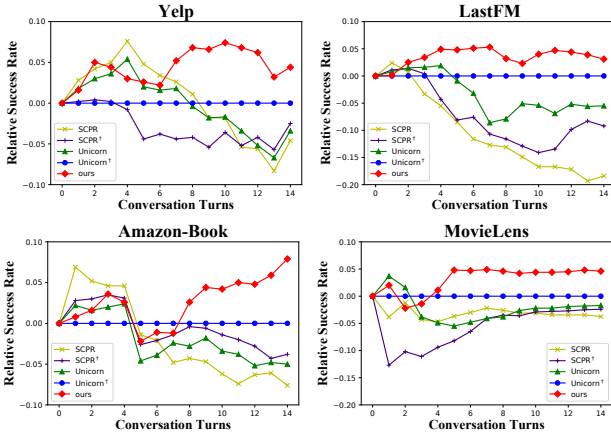 Yelp
Relative Success Rate
0.10
0.05
0.00
−0.05
−0.10
SCPR
SCPR†
Unicorn
Unicorn†
ours
0 2 4 6 8 10 12 14
Conversation Turns
LastFM
Relative Success Rate
0.10
0.05
0.00
−0.05
−0.10
−0.15
−0.20
SCPR
SCPR†
Unicorn
Unicorn†
ours
0 2 4 6 8 10 12 14
Conversation Turns
Amazon-Book
Relative Success Rate
0.10
0.05
0.00
−0.05
−0.10
SCPR
SCPR†
Unicorn
Unicorn†
ours
0 2 4 6 8 10 12 14
Conversation Turns
MovieLens
Relative Success Rate
0.10
0.05
0.00
−0.05
−0.10
−0.15
−0.20
SCPR
SCPR†
Unicorn
Unicorn†
ours
0 2 4 6 8 10 12 14
Conversation Turns